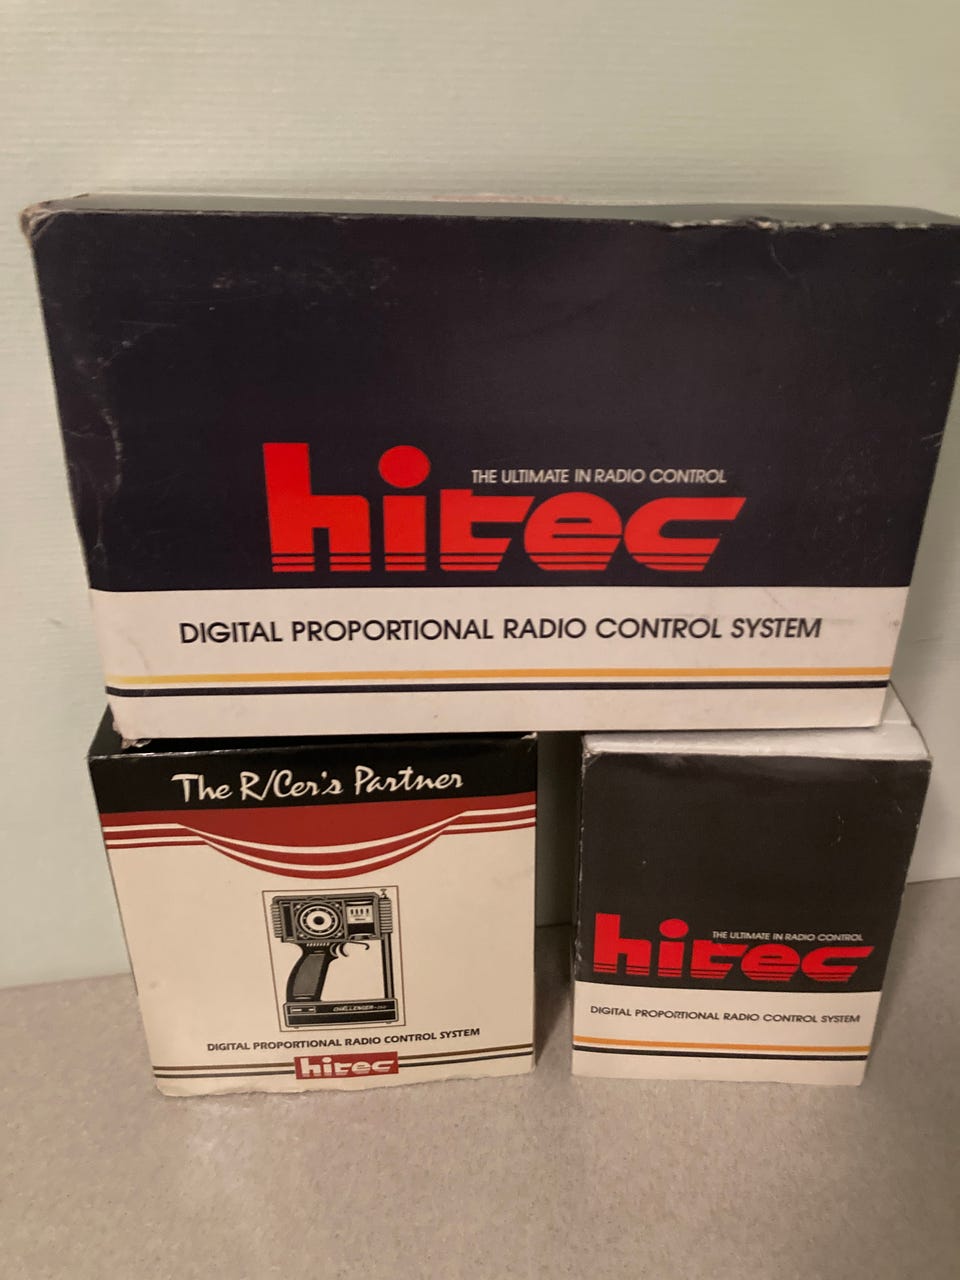 THE ULTIMATE IN RADIO CONTROL
hitec
DIGITAL PROPORTIONAL RADIO CONTROL SYSTEM
The R/Cer's Partner
DIGITAL PROPORTIONAL RADIO CONTROL SYSTEM
hitec
THE ULTIMATE IN RADIO CONTROL
hitec
DIGITAL PROPORTIONAL RADIO CONTROL SYSTEM